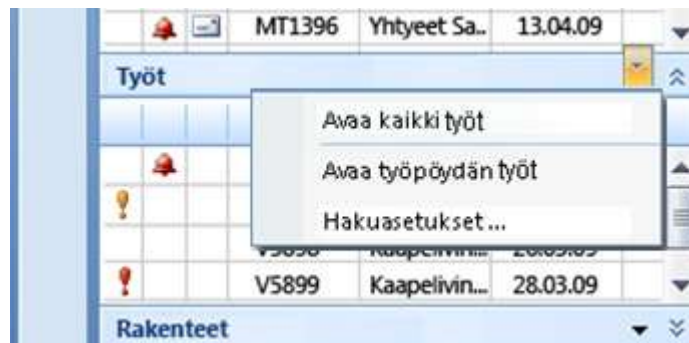 MT1396 Yhtyeet Sa.. 13.04.09
Työt
Avaa kaikki työt
Avaa työpöydän työt
Hakuasetukset...
V5899 Kaapelivin... 28.03.09
Rakenteet